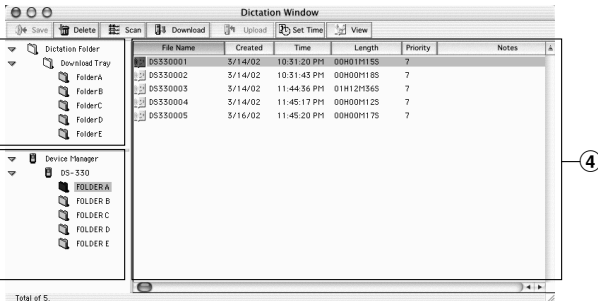 Dictation Window
Save Delete Scan Download Upload Set Time View
Dictation Folder
Download Tray
FolderA
FolderB
FolderC
FolderD
FolderE
Device Manager
DS-330
FOLDER A
FOLDER B
FOLDER C
FOLDER D
FOLDER E
File Name Created Time Length Priority Notes
DS330001 3/14/02 10:31:20 PM 00H01M15S 7
DS330002 3/14/02 10:31:43 PM 00H00M18S 7
DS330003 3/14/02 11:44:36 PM 01H12M36S 7
DS330004 3/14/02 11:45:17 PM 00H00M12S 7
DS330005 3/16/02 11:45:20 PM 00H00M17S 7
4
Total of 5.